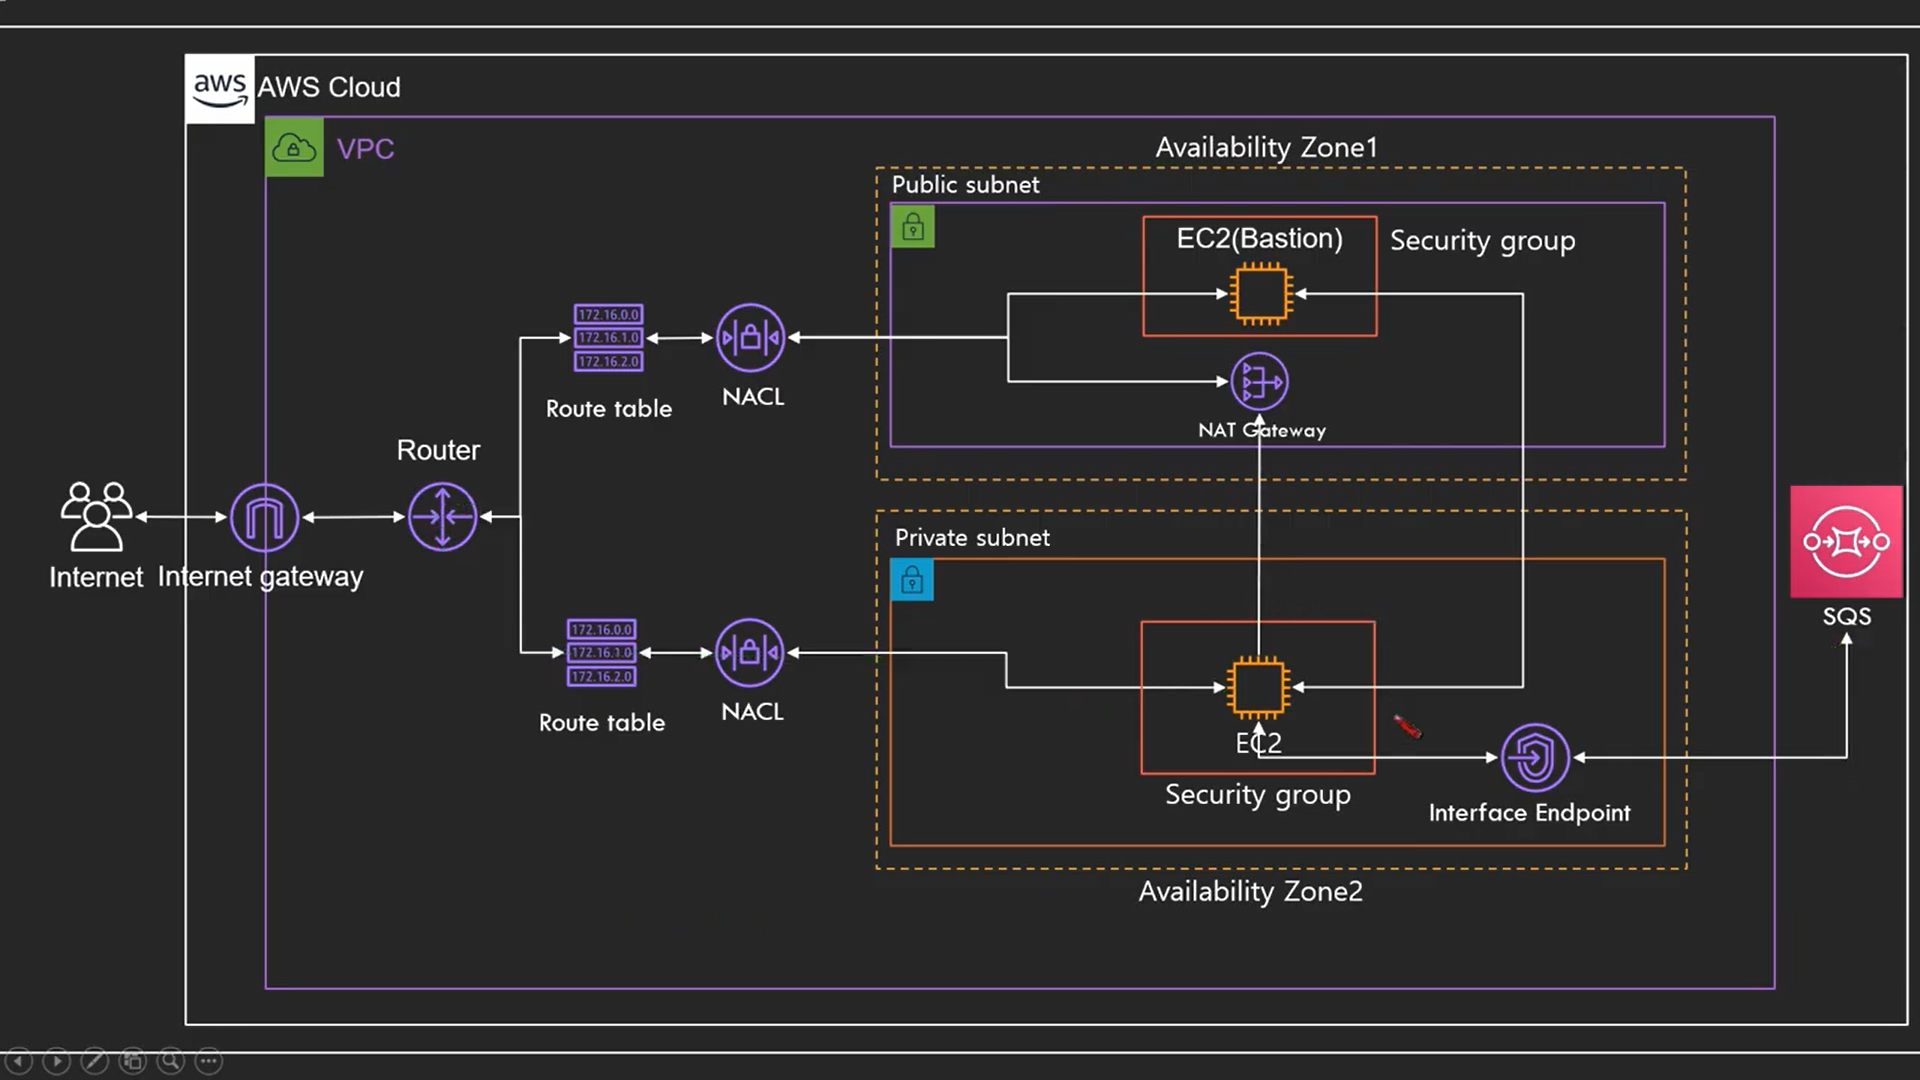 aws
AWS Cloud
VPC
Availability Zone1
Public subnet
EC2(Bastion)
Security group
172.16.0.0
172.16.1.0
172.16.2.0
Route table
NACL
NAT Gateway
Router
Internet
Internet gateway
Private subnet
SQS
172.16.0.0
172.16.1.0
172.16.2.0
Route table
NACL
EC2
Security group
Interface Endpoint
Availability Zone2